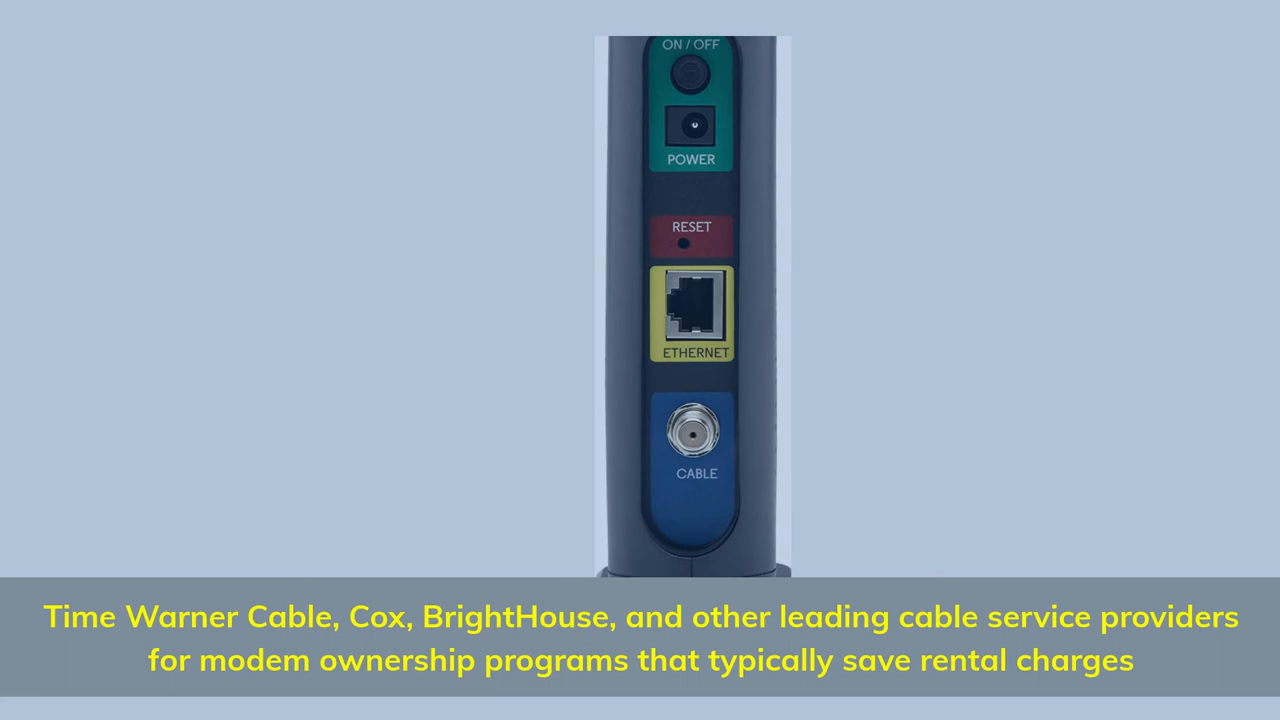 ON / OFF
POWER
RESET
ETHERNET
CABLE
Time Warner Cable, Cox, BrightHouse, and other leading cable service providers
for modem ownership programs that typically save rental charges